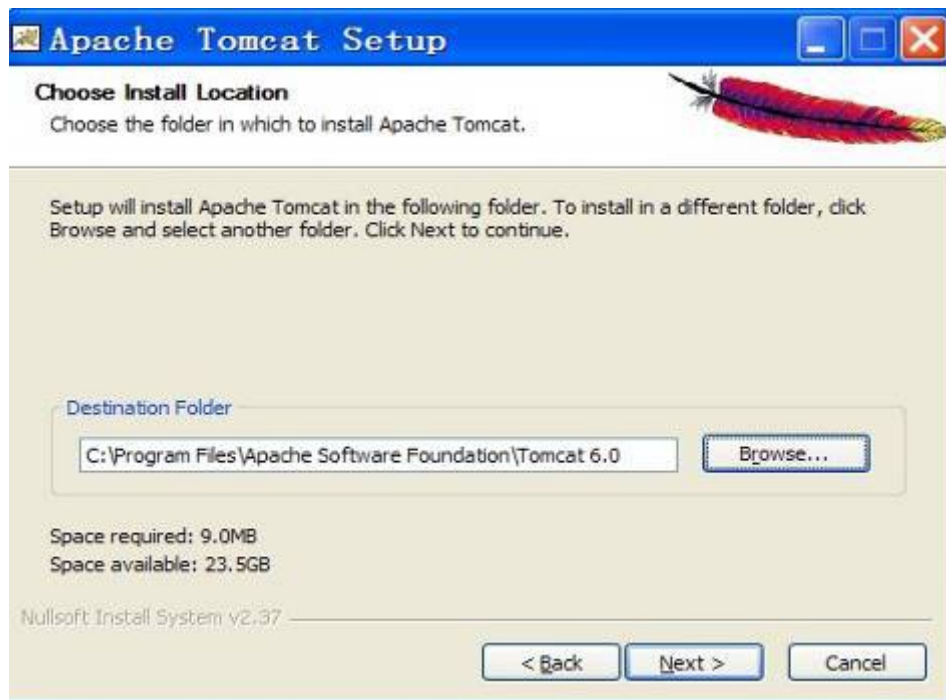 Apache Tomcat Setup
Choose Install Location
Choose the folder in which to install Apache Tomcat.
Setup will install Apache Tomcat in the following folder. To install in a different folder, click
Browse and select another folder. Click Next to continue.
Destination Folder
C:\Program Files\Apache Software Foundation\Tomcat 6.0
Browse...
Space required: 9.0MB
Space available: 23.5GB
Nullsoft Install System v2.37
< Back
Next >
Cancel